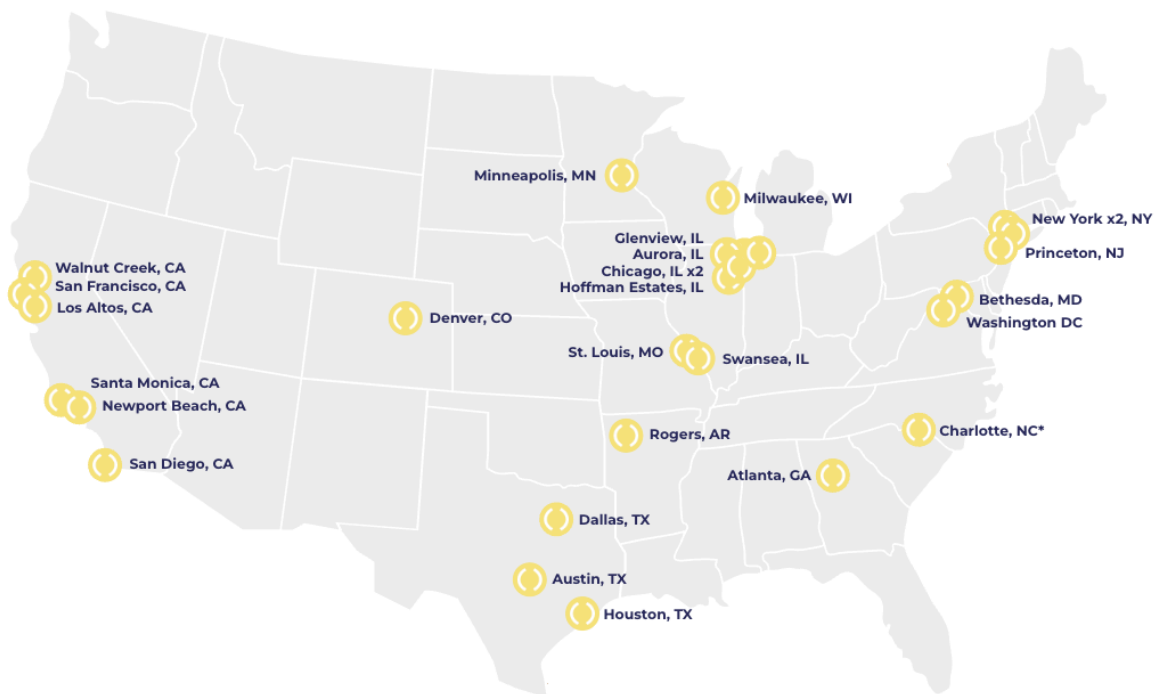 Minneapolis, MN
Milwaukee, WI
New York x2, NY
Glenview, IL
Aurora, IL
Princeton, NJ
Walnut Creek, CA
Chicago, IL x2
San Francisco, CA
Hoffman Estates, IL
Bethesda, MD
Los Altos, CA
Denver, CO
Washington DC
St. Louis, MO
Swansea, IL
Santa Monica, CA
Newport Beach, CA
Rogers, AR
Charlotte, NC*
San Diego, CA
Atlanta, GA
Dallas, TX
Austin, TX
Houston, TX